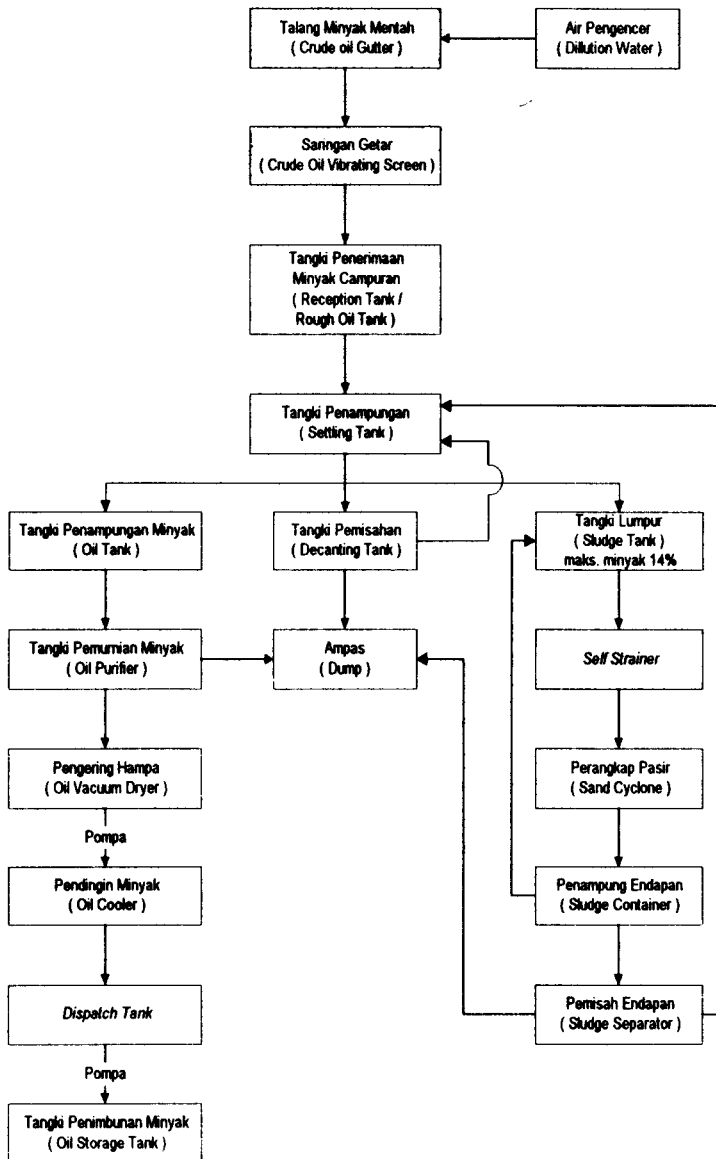 Talang Minyak Mentah
( Crude oil Gutter )
Air Pengencer
( Dillution Water )
Saringan Getar
( Crude Oil Vibrating Screen )
Tangki Penerimaan
Minyak Campuran
( Reception Tank /
Rough Oil Tank )
Tangki Penampungan
( Settling Tank )
Tangki Penampungan Minyak
( Oil Tank )
Tangki Pemisahan
( Decanting Tank )
Tangki Lumpur
( Sludge Tank )
maks. minyak 14%
Tangki Pemurnian Minyak
( Oil Purifier )
Ampas
( Dump )
Self Strainer
Pengering Hampa
( Oil Vacuum Dryer )
Perangkap Pasir
( Sand Cyclone )
Pompa
Pendingin Minyak
( Oil Cooler )
Penampung Endapan
( Sludge Container )
Dispatch Tank
Pemisah Endapan
( Sludge Separator )
Pompa
Tangki Penimbunan Minyak
( Oil Storage Tank )